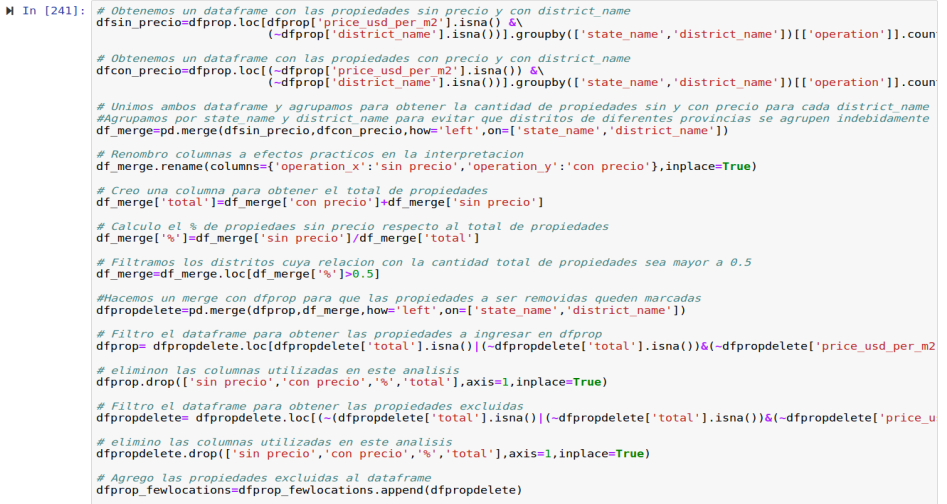 In [241]:
# Obtenemos un dataframe con las propiedades sin precio y con district_name
dfsin_precio=dfprop.loc[dfprop['price_usd_per_m2'].isna() &\
(~dfprop['district_name'].isna())].groupby(['state_name','district_name'])[['operation']].coun
# Obtenemos un dataframe con las propiedades con precio y con district_name
dfcon_precio=dfprop.loc[(~dfprop['price_usd_per_m2'].isna()) &\
(~dfprop['district_name'].isna())].groupby(['state_name','district_name'])[['operation']].coun
# Unimos ambos dataframe y agrupamos para obtener la cantidad de propiedades sin y con precio para cada district_name
#Agrupamos por state_name y district_name para evitar que distritos de diferentes provincias se agrupen indebidamente
df_merge=pd.merge(dfsin_precio,dfcon_precio,how='left',on=['state_name','district_name'])
# Renombro columnas a efectos practicos en la interpretacion
df_merge.rename(columns={'operation_x':'sin precio','operation_y':'con precio'},inplace=True)
# Creo una columna para obtener el total de propiedades
df_merge['total']=df_merge['con precio']+df_merge['sin precio']
# Calculo el % de propiedaes sin precio respecto al total de propiedades
df_merge['%']=df_merge['sin precio']/df_merge['total']
# Filtramos los distritos cuya relacion con la cantidad total de propiedades sea mayor a 0.5
df_merge=df_merge.loc[df_merge['%']>0.5]
#Hacemos un merge con dfprop para que las propiedades a ser removidas queden marcadas
dfpropdelete=pd.merge(dfprop,df_merge,how='left',on=['state_name','district_name'])
# Filtro el dataframe para obtener las propiedades a ingresar en dfprop
dfprop= dfpropdelete.loc[dfpropdelete['total'].isna()|(~dfpropdelete['total'].isna())&(~dfpropdelete['price_usd_per_m2
# eliminon las columnas utilizadas en este analisis
dfprop.drop(['sin precio','con precio','%','total'],axis=1,inplace=True)
# Filtro el dataframe para obtener las propiedades excluidas
dfpropdelete= dfpropdelete.loc[(~(dfpropdelete['total'].isna()|(~dfpropdelete['total'].isna())&(~dfpropdelete['price_u
# elimino las columnas utilizadas en este analisis
dfpropdelete.drop(['sin precio','con precio','%','total'],axis=1,inplace=True)
# Agrego las propiedades excluidas al dataframe
dfprop_fewlocations=dfprop_fewlocations.append(dfpropdelete)